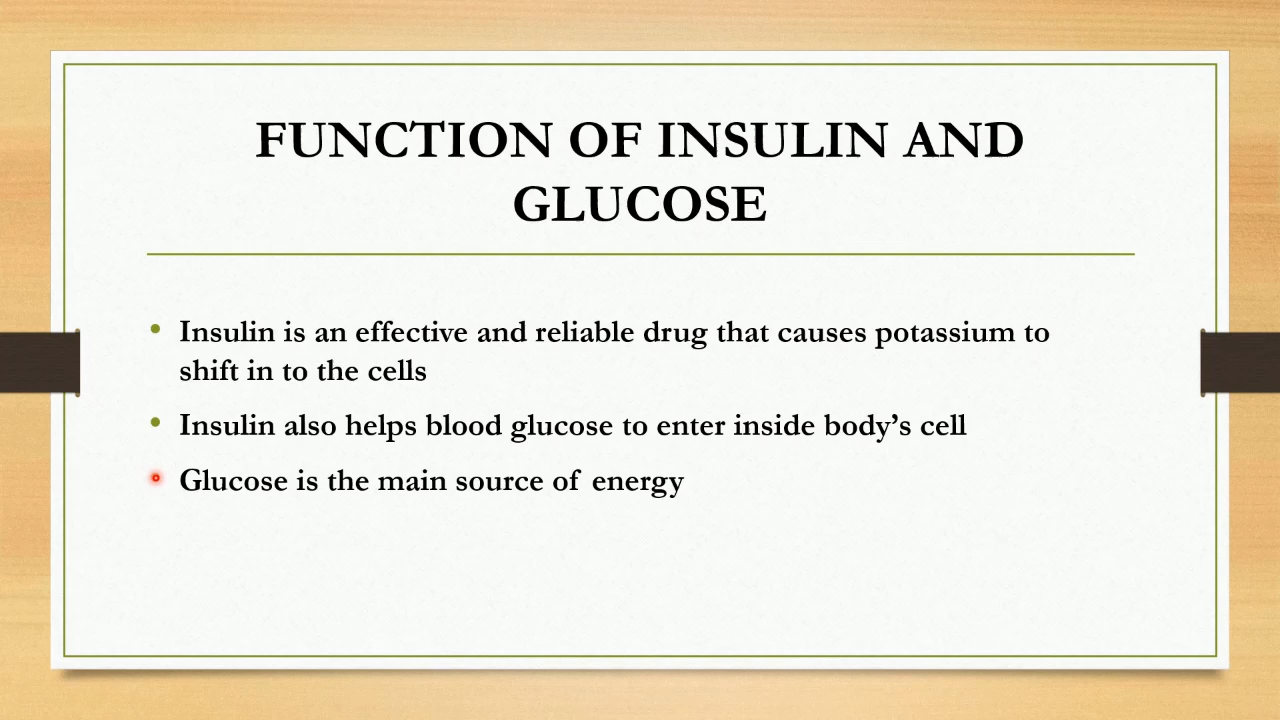 FUNCTION OF INSULIN AND
GLUCOSE
• Insulin is an effective and reliable drug that causes potassium to
shift in to the cells
• Insulin also helps blood glucose to enter inside body’s cell
• Glucose is the main source of energy